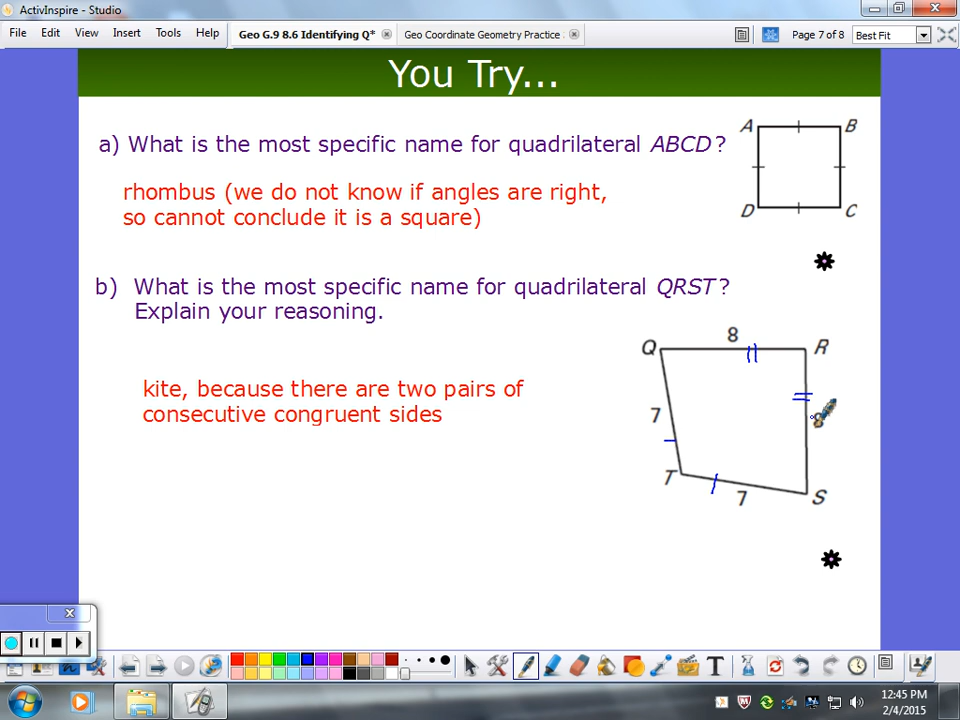 ActivInspire - Studio
File Edit View Insert Tools Help
Geo G.9 8.6 Identifying Q*
Geo Coordinate Geometry Practice
Page 7 of 8
Best Fit
You Try...
a) What is the most specific name for quadrilateral ABCD?
rhombus (we do not know if angles are right,
so cannot conclude it is a square)
A
B
D
C
b) What is the most specific name for quadrilateral QRST?
Explain your reasoning.
kite, because there are two pairs of
consecutive congruent sides
8
Q
R
7
8
T
7
S
T
12:45 PM
2/4/2015